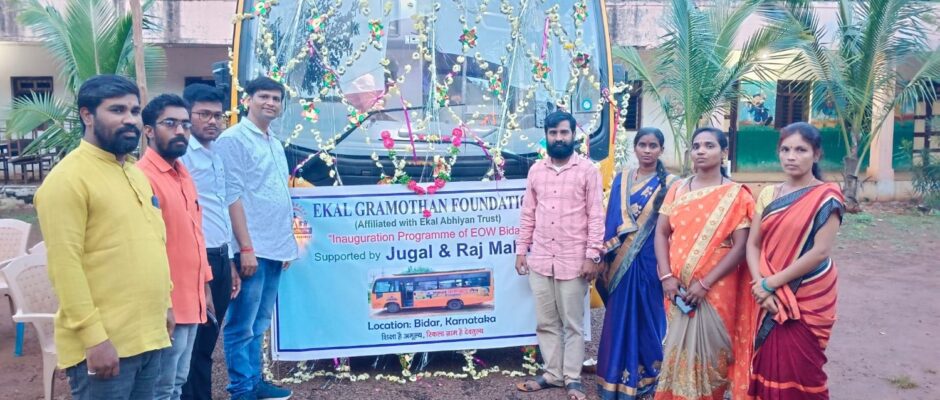 EKAL GRAMOTHAN FOUNDATION
(Affiliated with Ekal Abhiyan Trust)
"Inauguration Programme of EOW Bida
Supported by Jugal & Raj Mal
Location: Bidar, Karnataka
शिक्षा है अमूल्य, स्किल्ड ग्राम है देवतुल्य